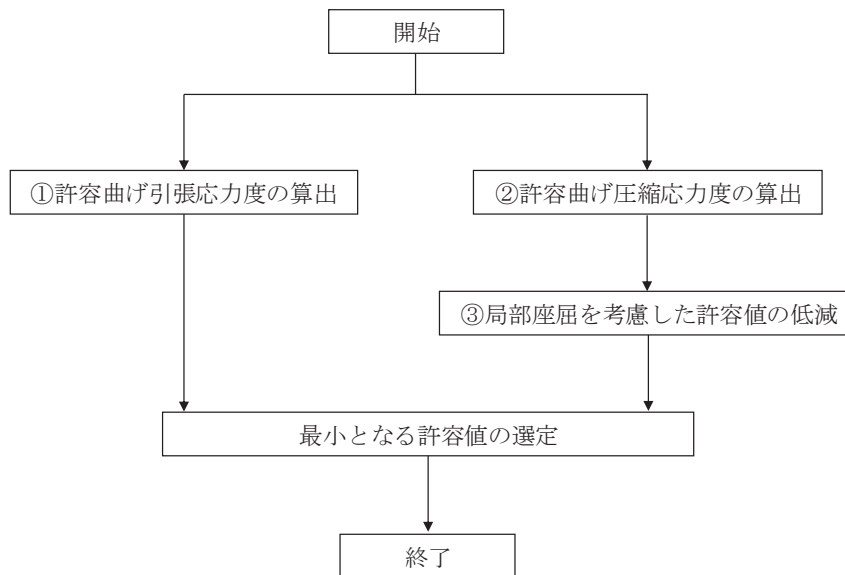 開始
①許容曲げ引張応力度の算出
②許容曲げ圧縮応力度の算出
③局部座屈を考慮した許容値の低減
最小となる許容値の選定
終了